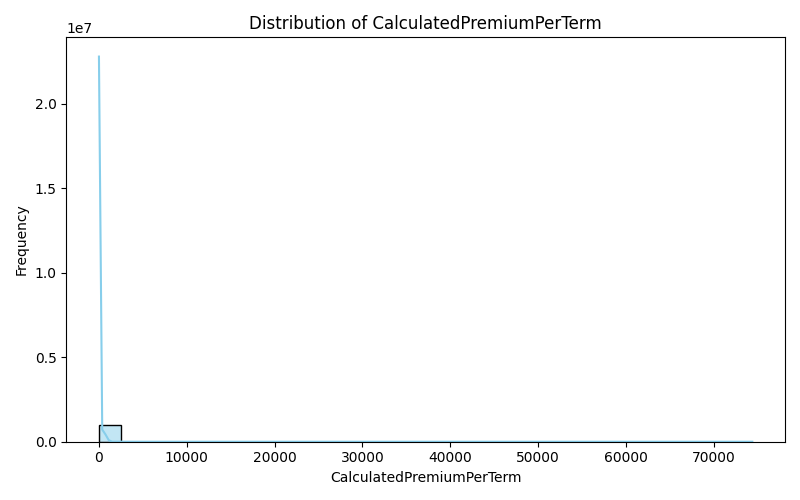 Distribution of CalculatedPremiumPerTerm
1e7
2.0
1.5
1.0
0.5
0.0
Frequency
0 10000 20000 30000 40000 50000 60000 70000
CalculatedPremiumPerTerm